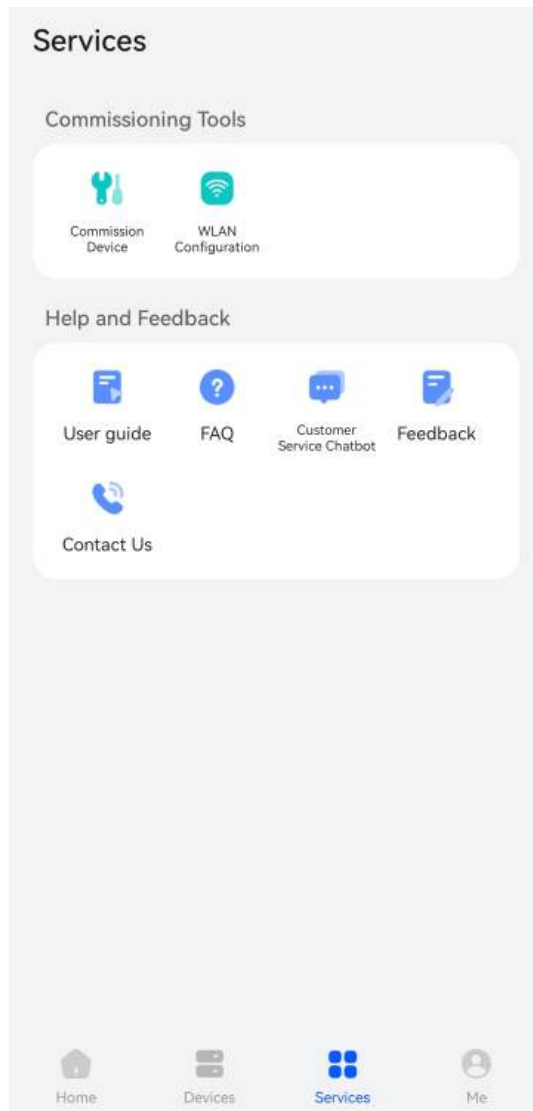 Services
Commissioning Tools
Commission
Device
WLAN
Configuration
Help and Feedback
User guide
FAQ
Customer
Service Chatbot
Feedback
Contact Us
Home
Devices
Services
Me